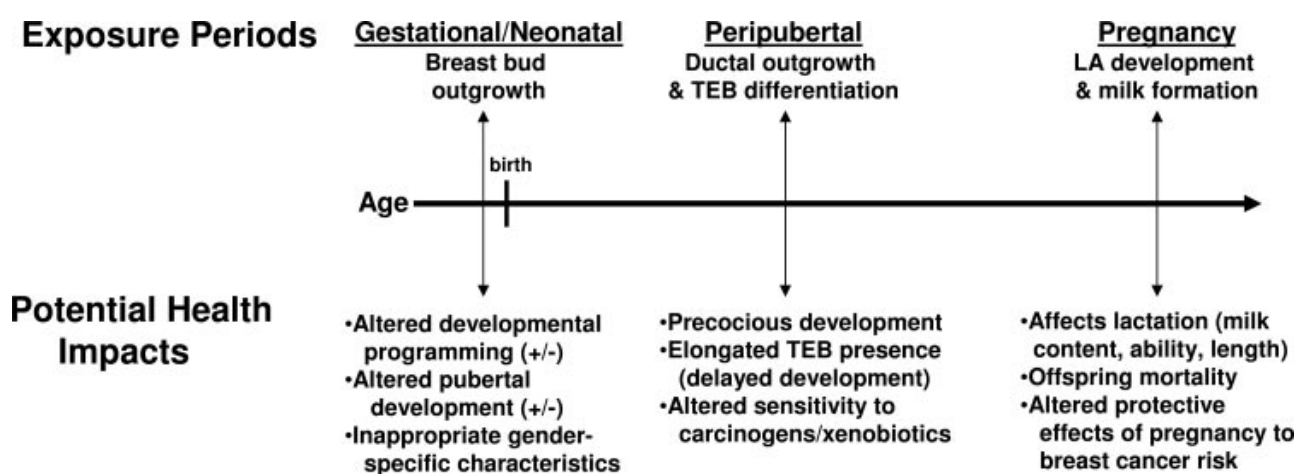 Exposure Periods
Gestational/Neonatal
Breast bud
outgrowth
Peripubertal
Ductal outgrowth
& TEB differentiation
Pregnancy
LA development
& milk formation
birth
Age
Potential Health
Impacts
•Altered developmental
programming (+/-)
•Altered pubertal
development (+/-)
•Inappropriate gender-
specific characteristics
•Precocious development
•Elongated TEB presence
(delayed development)
•Altered sensitivity to
carcinogens/xenobiotics
•Affects lactation (milk
content, ability, length)
•Offspring mortality
•Altered protective
effects of pregnancy to
breast cancer risk